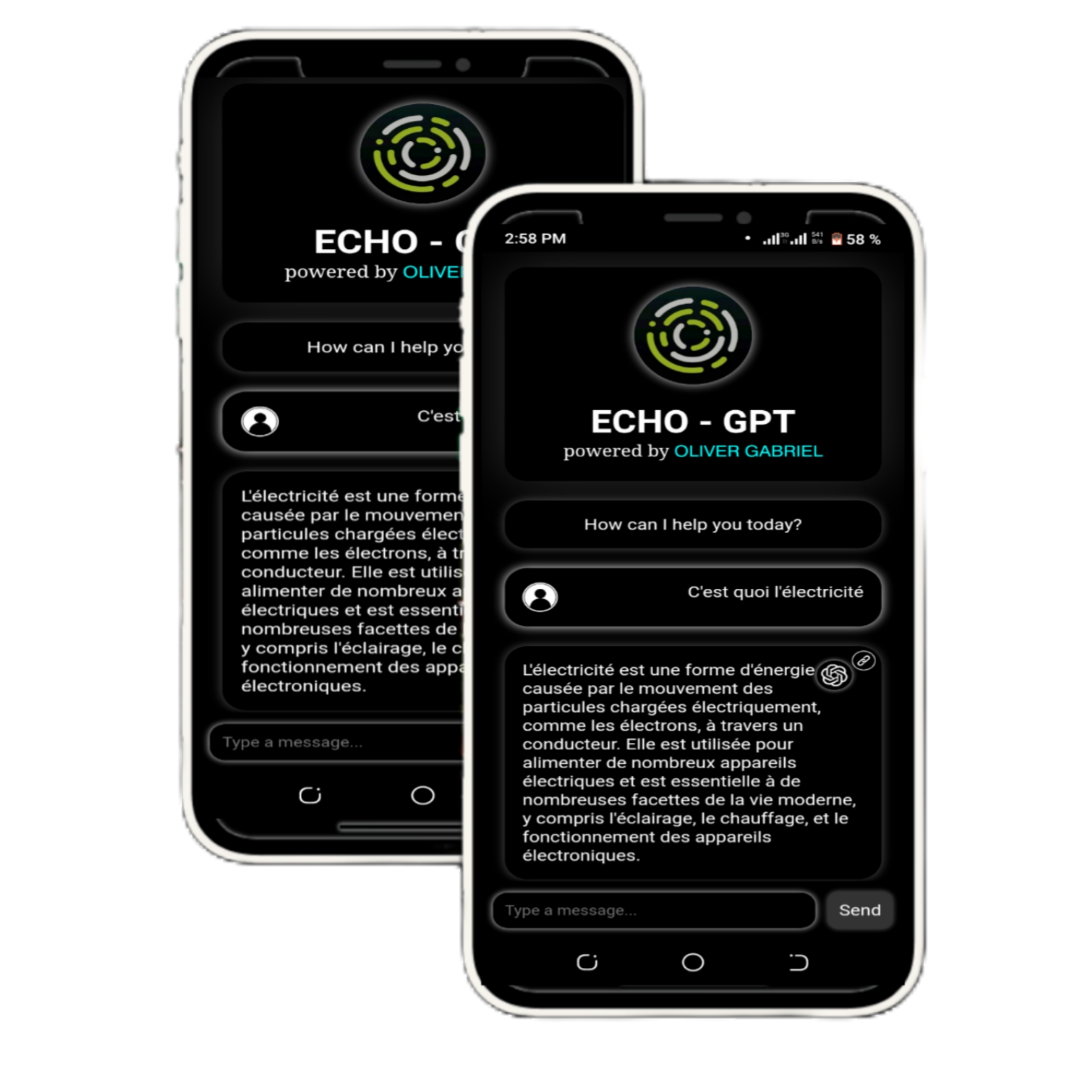 ECHO - G
powered by OLIVE
How can I help yo
C'est
L'électricité est une forme
causée par le mouvemen
particules chargées élect
comme les électrons, à tr
conducteur. Elle est utilis
alimenter de nombreux a
électriques et est essenti
nombreuses facettes de
y compris l'éclairage, le c
fonctionnement des appa
électroniques.
Type a message...
2:58 PM
3G 541 B/s 58 %
ECHO - GPT
powered by OLIVER GABRIEL
How can I help you today?
C'est quoi l'électricité
L'électricité est une forme d'énergie
causée par le mouvement des
particules chargées électriquement,
comme les électrons, à travers un
conducteur. Elle est utilisée pour
alimenter de nombreux appareils
électriques et est essentielle à de
nombreuses facettes de la vie moderne,
y compris l'éclairage, le chauffage, et le
fonctionnement des appareils
électroniques.
Type a message...
Send